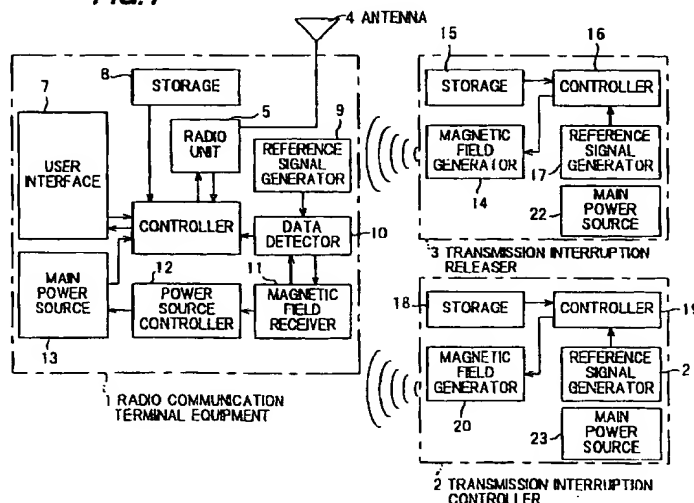 4 ANTENNA
8
STORAGE
7
5
RADIO
UNIT
9
REFERENCE
SIGNAL
GENERATOR
USER
INTERFACE
CONTROLLER
DATA
DETECTOR
10
12
11
MAIN
POWER
SOURCE
13
POWER
SOURCE
CONTROLLER
MAGNETIC
FIELD
RECEIVER
1 RADIO COMMUNICATION
TERMINAL EQUIPMENT
15
16
STORAGE
CONTROLLER
MAGNETIC
FIELD
GENERATOR
14
REFERENCE
SIGNAL
GENERATOR
17
22
MAIN
POWER
SOURCE
3 TRANSMISSION INTERRUPTION
RELEASER
18
STORAGE
CONTROLLER
19
MAGNETIC
FIELD
GENERATOR
20
REFERENCE
SIGNAL
GENERATOR
2
23
MAIN
POWER
SOURCE
2 TRANSMISSION INTERRUPTION
CONTROLLER